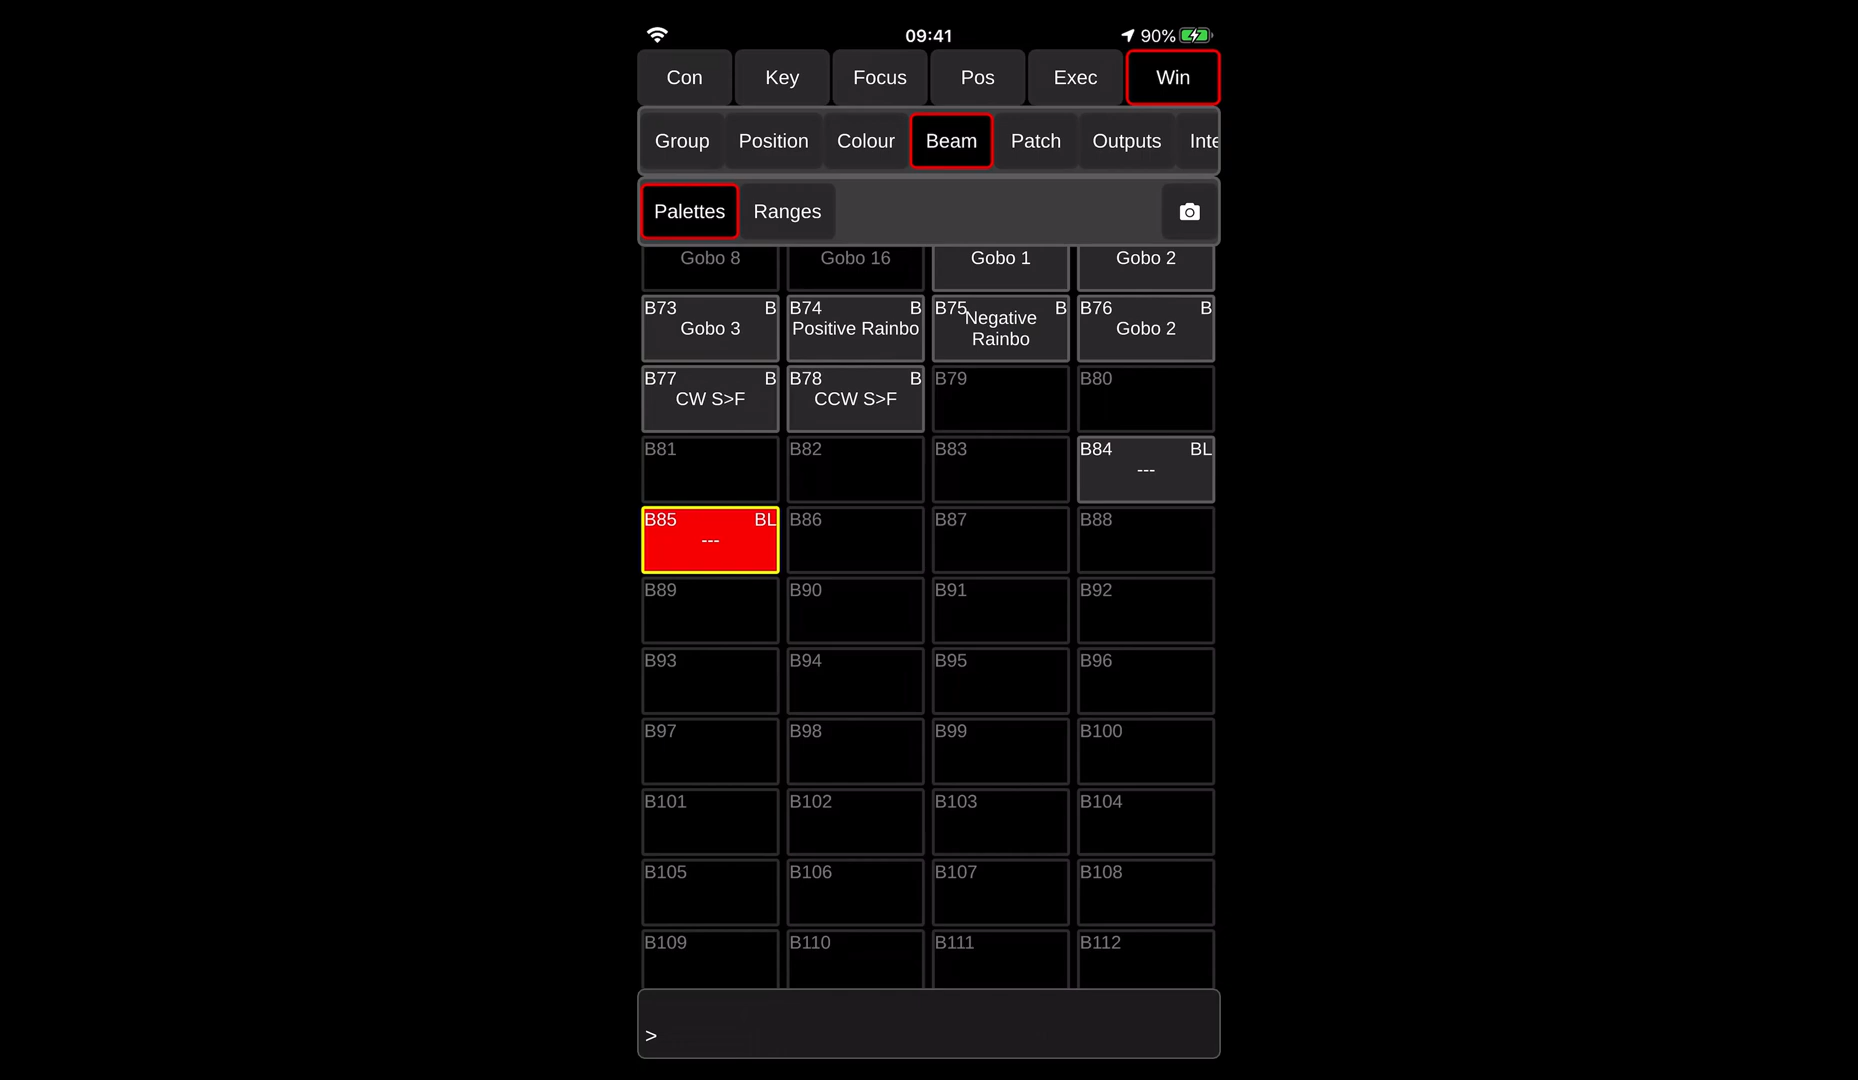 09:41 90%
Con Key Focus Pos Exec Win
Group Position Colour Beam Patch Outputs Inte
Palettes Ranges
Gobo 8 Gobo 16 Gobo 1 Gobo 2
B73 B B74 B B75 B B76 B
Gobo 3 Positive Rainbo Negative Gobo 2
Rainbo
B77 B B78 B B79 B80
CW S>F CCW S>F
B81 B82 B83 B84 BL
---
B85 BL B86 B87 B88
---
B89 B90 B91 B92
B93 B94 B95 B96
B97 B98 B99 B100
B101 B102 B103 B104
B105 B106 B107 B108
B109 B110 B111 B112
>